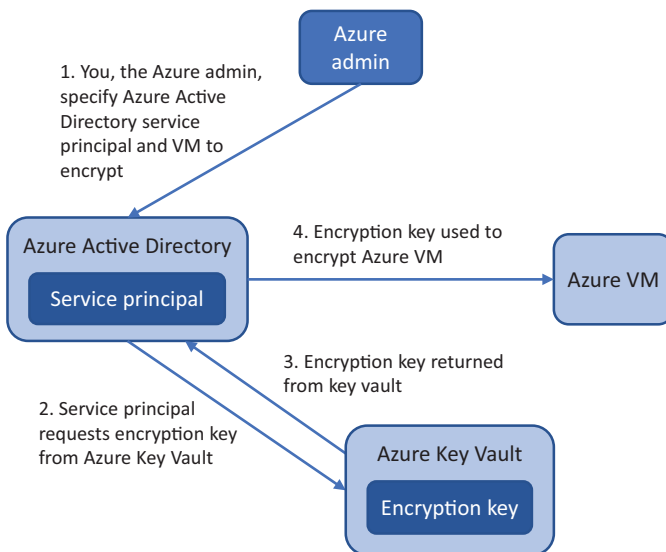 Azure
admin
1. You, the Azure admin,
specify Azure Active
Directory service
principal and VM to
encrypt
Azure Active Directory
Service principal
4. Encryption key used to
encrypt Azure VM
Azure VM
3. Encryption key returned
from key vault
2. Service principal
requests encryption key
from Azure Key Vault
Azure Key Vault
Encryption key